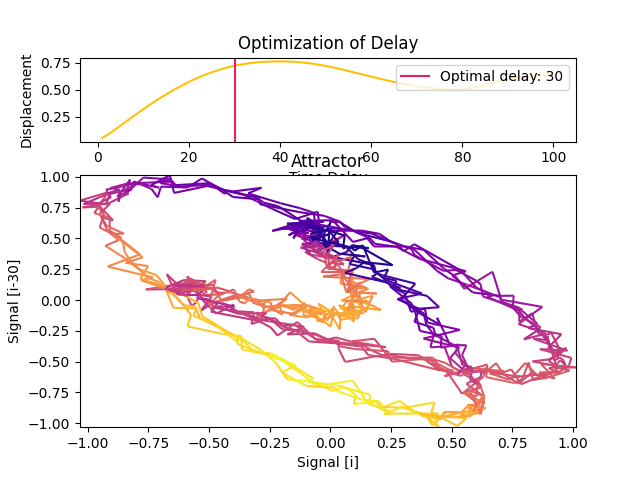 Optimization of Delay
Displacement
0.75
0.50
0.25
Optimal delay: 30
0 20 40 60 80 100
Attractor
Signal [i-30]
1.00
0.75
0.50
0.25
0.00
−0.25
−0.50
−0.75
−1.00
−1.00 −0.75 −0.50 −0.25 0.00 0.25 0.50 0.75 1.00
Signal [i]